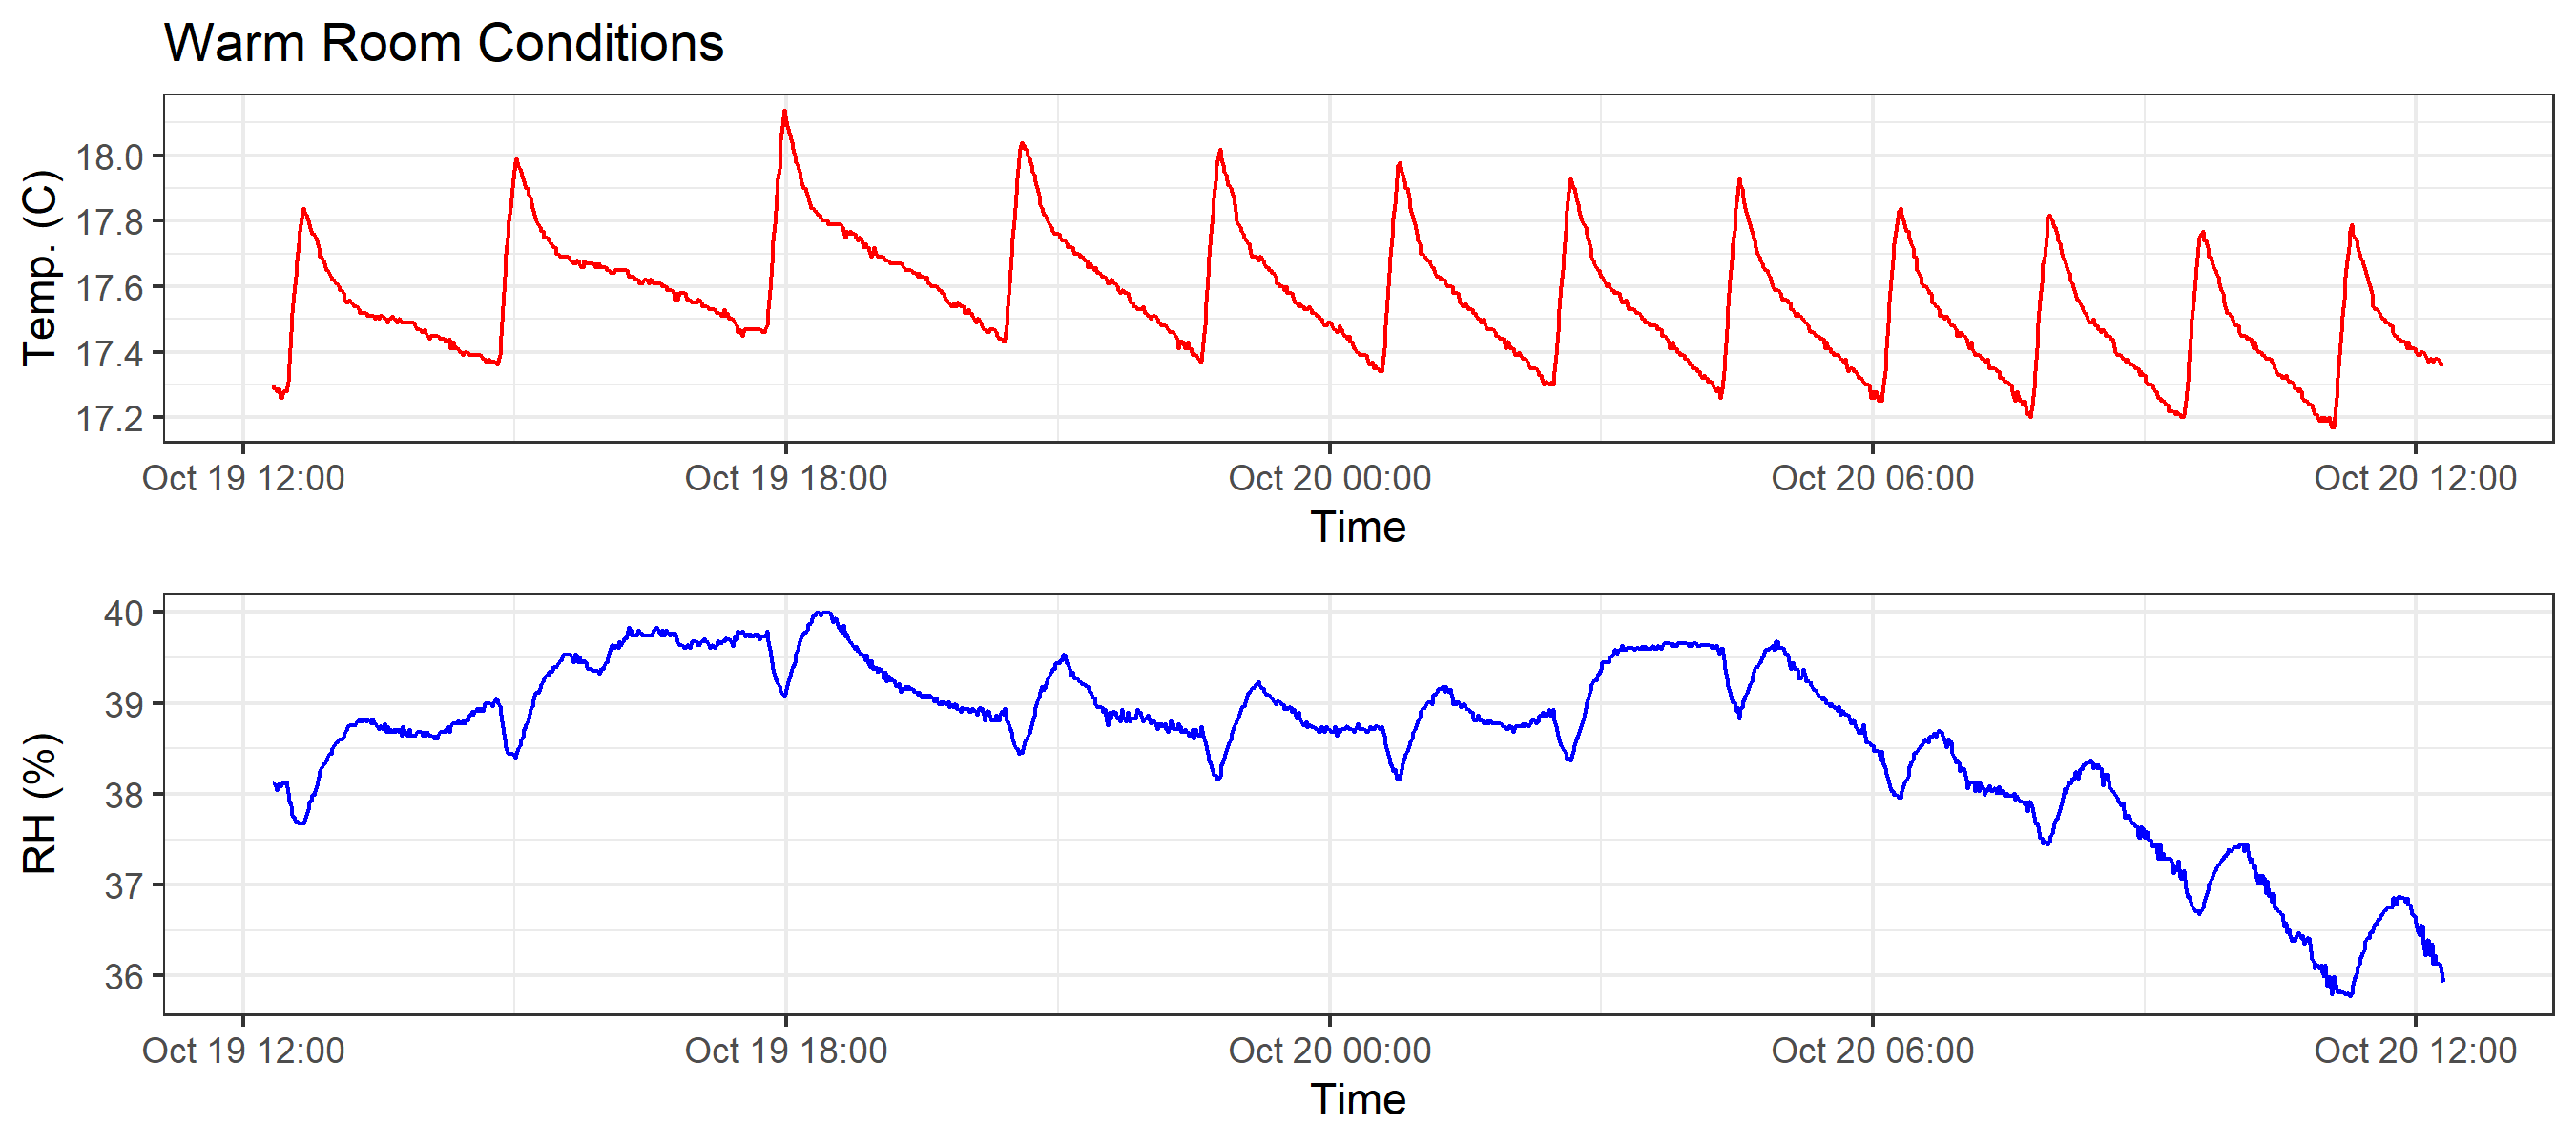 Warm Room Conditions
Temp. (C)
18.0
17.8
17.6
17.4
17.2
Oct 19 12:00 Oct 19 18:00 Oct 20 00:00 Oct 20 06:00 Oct 20 12:00
Time
RH (%)
40
39
38
37
36
Oct 19 12:00 Oct 19 18:00 Oct 20 00:00 Oct 20 06:00 Oct 20 12:00
Time